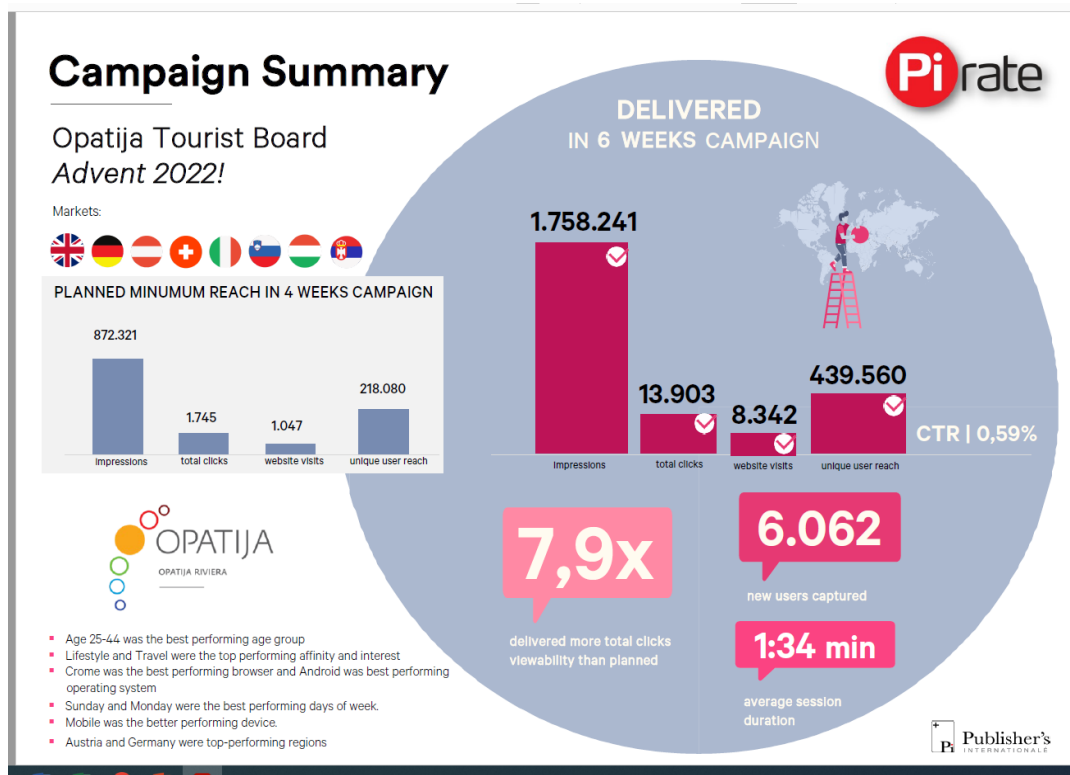 Campaign Summary
Pi rate
Opatija Tourist Board
Advent 2022!
Markets:
PLANNED MINUMUM REACH IN 4 WEEKS CAMPAIGN
872.321
1.745
1.047
218.080
impressions
total clicks
website visits
unique user reach
DELIVERED
IN 6 WEEKS CAMPAIGN
1.758.241
13.903
8.342
439.560
CTR | 0,59%
impressions
total clicks
website visits
unique user reach
OPATIJA
OPATIJA RIVIERA
7,9x
delivered more total clicks
viewability than planned
6.062
new users captured
1:34 min
average session
duration
Age 25-44 was the best performing age group
Lifestyle and Travel were the top performing affinity and interest
Crome was the best performing browser and Android was best performing
operating system
Sunday and Monday were the best performing days of week.
Mobile was the better performing device.
Austria and Germany were top-performing regions
+
Pi
Publisher's
INTERNATIONALÉ